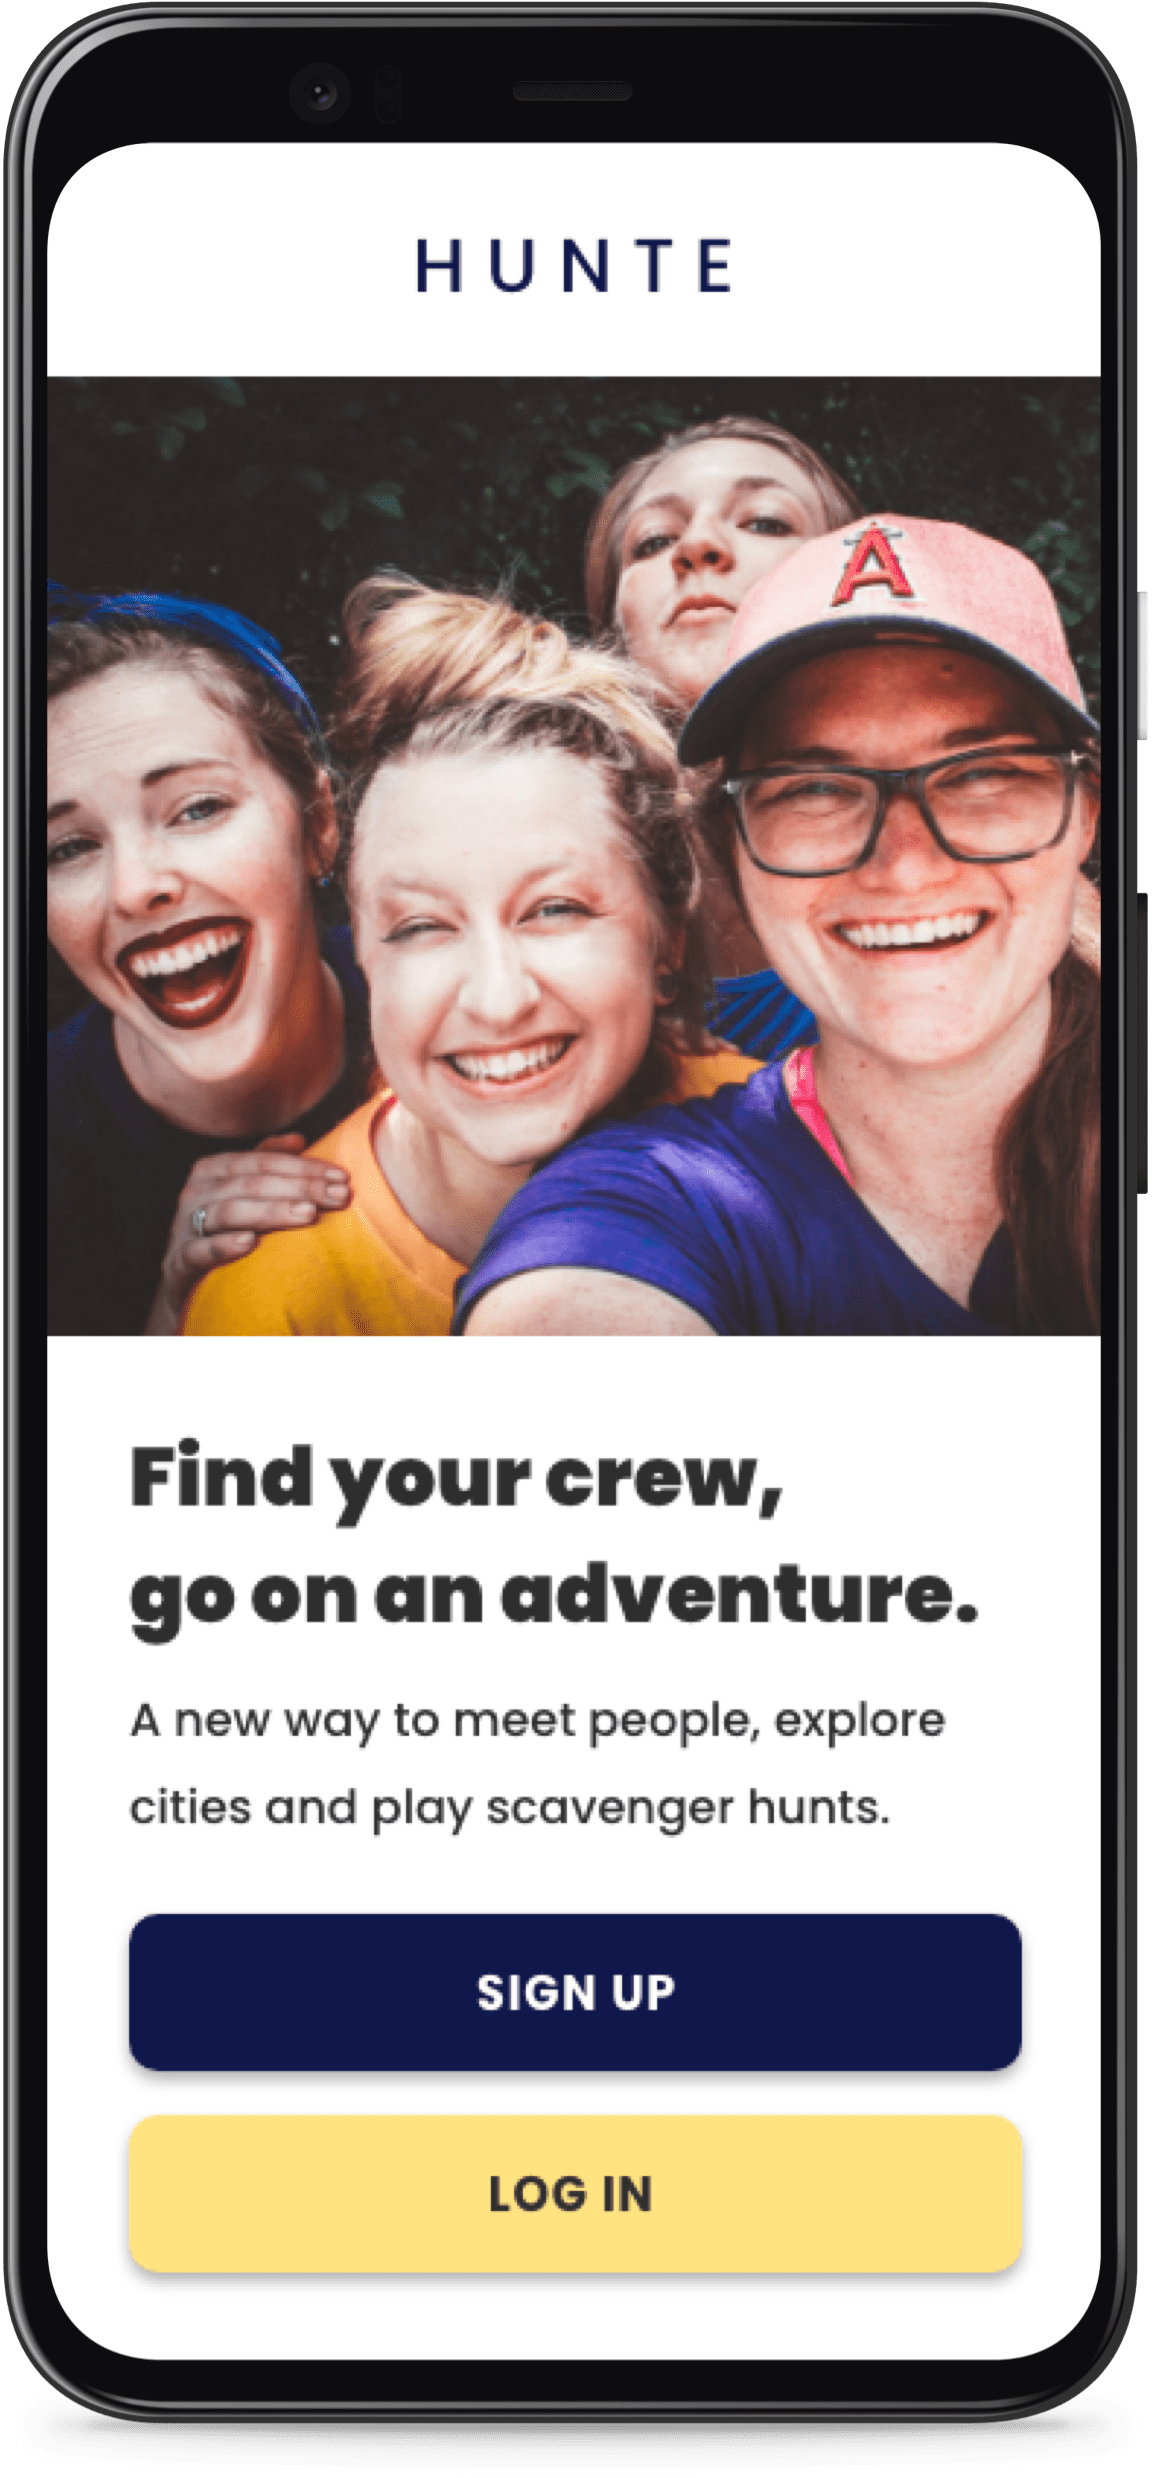 HUNTE
A
Find your crew,
go on an adventure.
A new way to meet people, explore
cities and play scavenger hunts.
SIGN UP
LOG IN